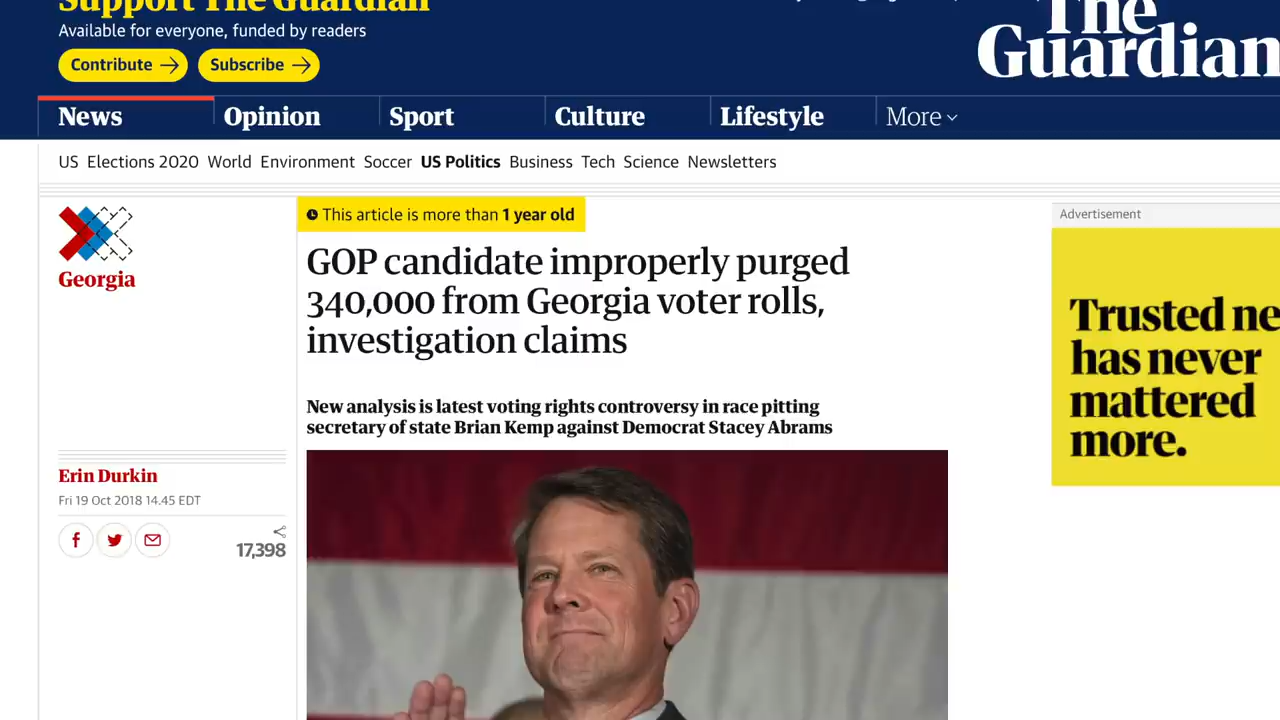 Support The Guardian
Available for everyone, funded by readers
Contribute
Subscribe
The
Guardian
News
Opinion
Sport
Culture
Lifestyle
More
US Elections 2020 World Environment Soccer US Politics Business Tech Science Newsletters
Georgia
This article is more than 1 year old
GOP candidate improperly purged
340,000 from Georgia voter rolls,
investigation claims
New analysis is latest voting rights controversy in race pitting
secretary of state Brian Kemp against Democrat Stacey Abrams
Erin Durkin
Fri 19 Oct 2018 14.45 EDT
17,398
Advertisement
Trusted ne
has never
mattered
more.